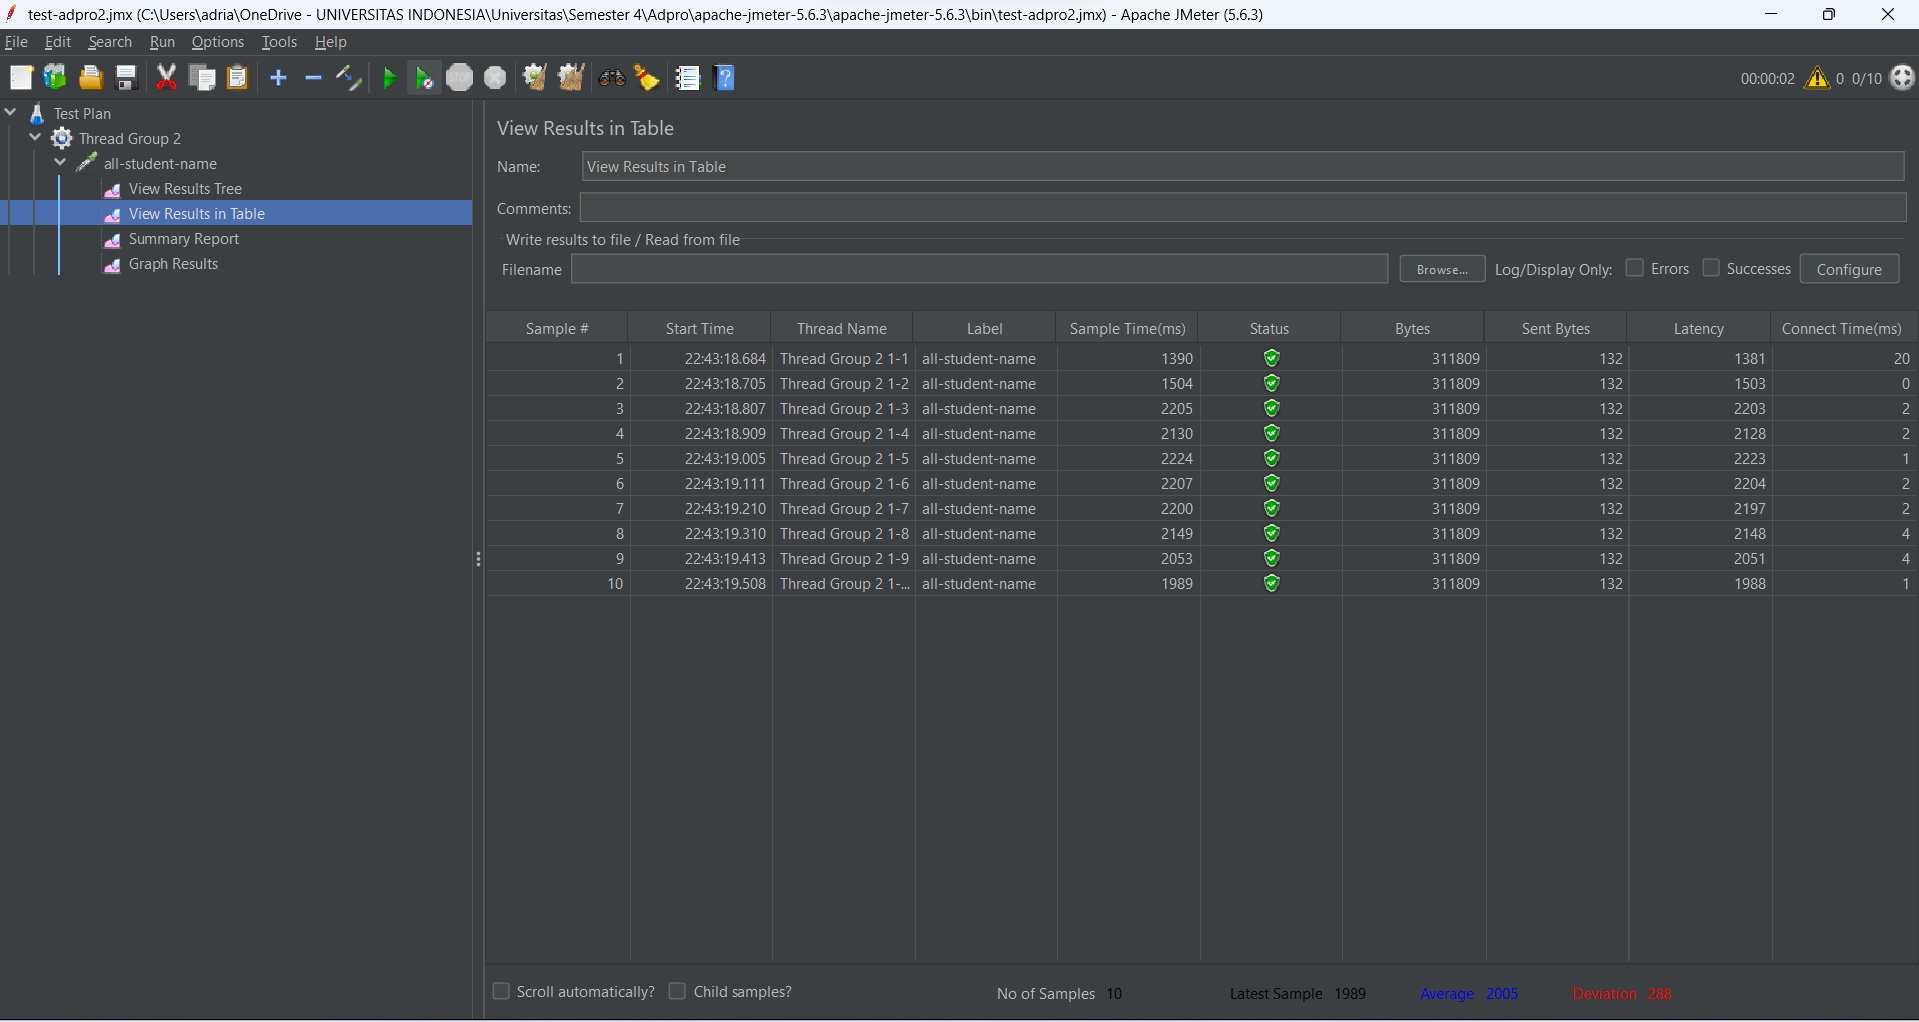 test-adpro2.jmx (C:\Users\adria\OneDrive - UNIVERSITAS INDONESIA\Universitas\Semester 4\Adpro\apache-jmeter-5.6.3\apache-jmeter-5.6.3\bin\test-adpro2.jmx) - Apache JMeter (5.6.3)
File Edit Search Run Options Tools Help
STOP 00:00:02 0 0/10
Test Plan
Thread Group 2
all-student-name
View Results Tree
View Results in Table
Summary Report
Graph Results
View Results in Table
Name: View Results in Table
Comments:
Write results to file / Read from file
Filename Browse... Log/Display Only: Errors Successes Configure
Sample # Start Time Thread Name Label Sample Time(ms) Status Bytes Sent Bytes Latency Connect Time(ms)
1 22:43:18.684 Thread Group 2 1-1 all-student-name 1390 311809 132 1381 20
2 22:43:18.705 Thread Group 2 1-2 all-student-name 1504 311809 132 1503 0
3 22:43:18.807 Thread Group 2 1-3 all-student-name 2205 311809 132 2203 2
4 22:43:18.909 Thread Group 2 1-4 all-student-name 2130 311809 132 2128 2
5 22:43:19.005 Thread Group 2 1-5 all-student-name 2224 311809 132 2223 1
6 22:43:19.111 Thread Group 2 1-6 all-student-name 2207 311809 132 2204 2
7 22:43:19.210 Thread Group 2 1-7 all-student-name 2200 311809 132 2197 2
8 22:43:19.310 Thread Group 2 1-8 all-student-name 2149 311809 132 2148 4
9 22:43:19.413 Thread Group 2 1-9 all-student-name 2053 311809 132 2051 4
10 22:43:19.508 Thread Group 2 1-... all-student-name 1989 311809 132 1988 1
Scroll automatically? Child samples? No of Samples 10 Latest Sample 1989 Average 2005 Deviation 288